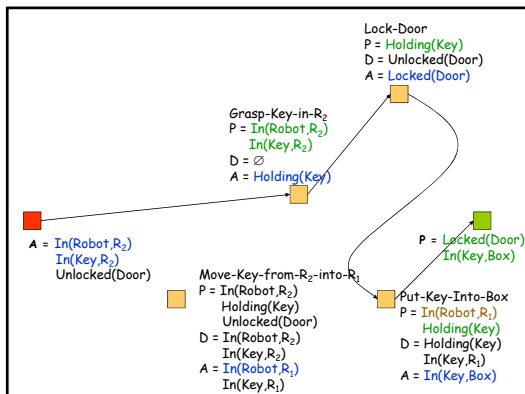 Lock-Door
P = Holding(Key)
D = Unlocked(Door)
A = Locked(Door)
Grasp-Key-in-R₂
P = In(Robot,R₂)
In(Key,R₂)
D = ∅
A = Holding(Key)
A = In(Robot,R₂)
In(Key,R₂)
Unlocked(Door)
P = Locked(Door)
In(Key,Box)
Move-Key-from-R₂-into-R₁
P = In(Robot,R₂)
Holding(Key)
Unlocked(Door)
D = In(Robot,R₂)
In(Key,R₂)
A = In(Robot,R₁)
In(Key,R₁)
Put-Key-Into-Box
P = In(Robot,R₁)
Holding(Key)
D = Holding(Key)
In(Key,R₁)
A = In(Key,Box)